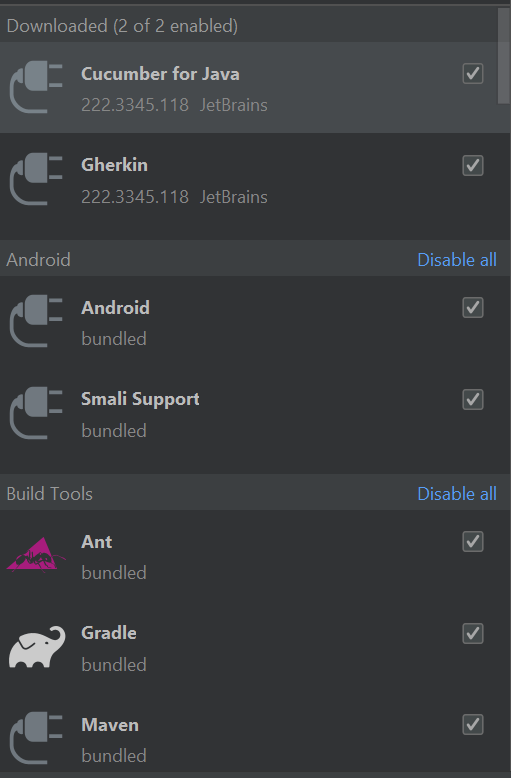 Downloaded (2 of 2 enabled)
Cucumber for Java
222.3345.118 JetBrains
Gherkin
222.3345.118 JetBrains
Android Disable all
Android
bundled
Smali Support
bundled
Build Tools Disable all
Ant
bundled
Gradle
bundled
Maven
bundled